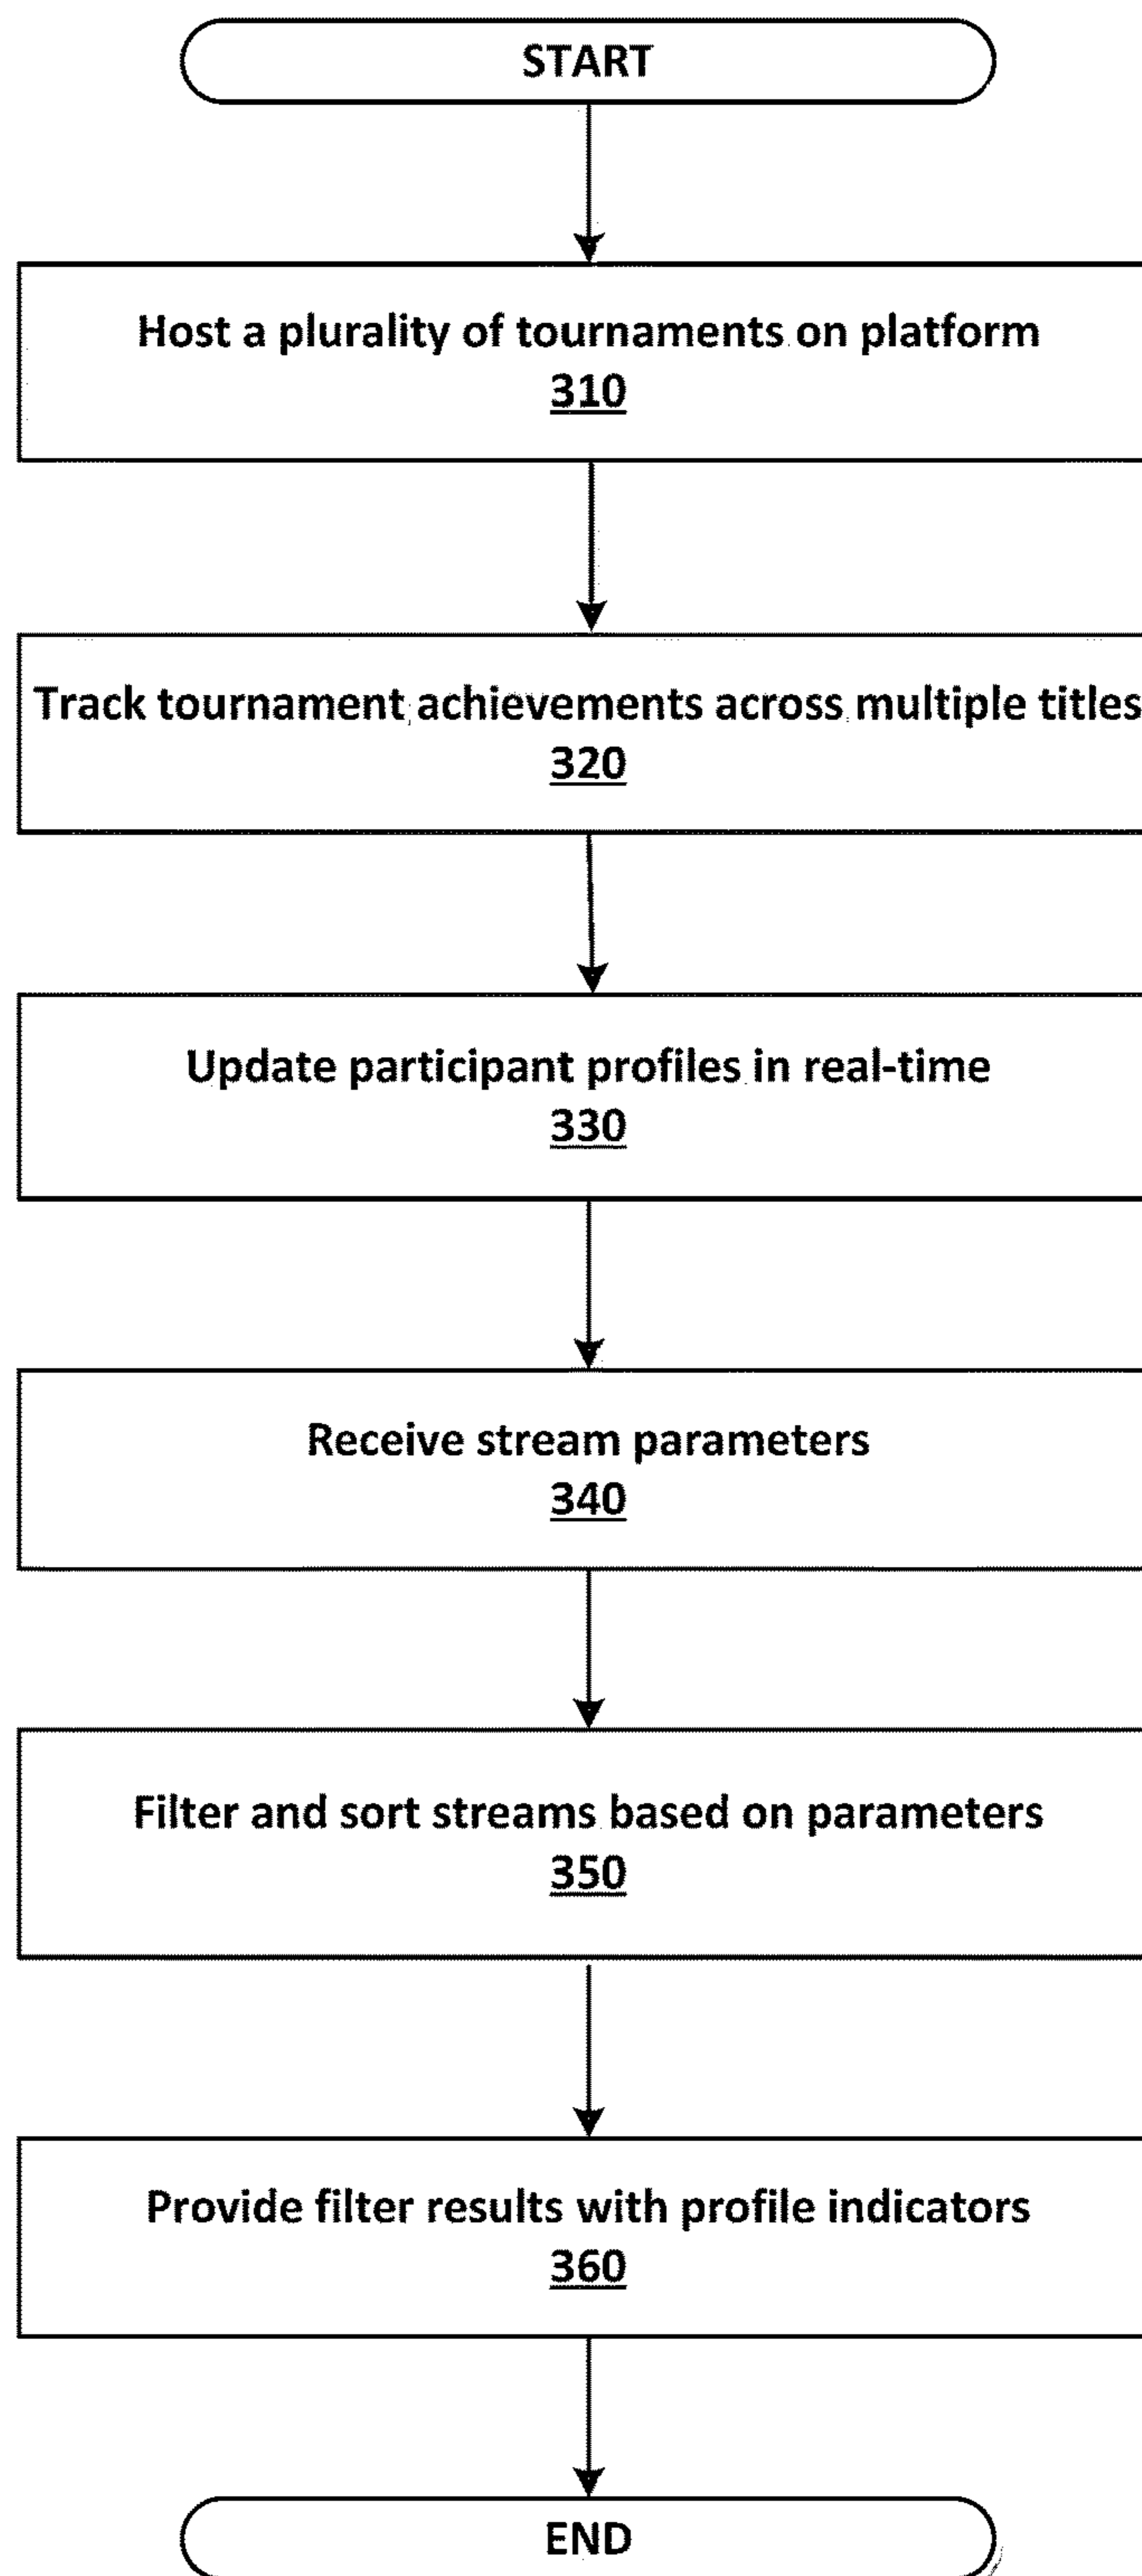 START
Host a plurality of tournaments on platform
310
Track tournament achievements across multiple titles
320
Update participant profiles in real-time
330
Receive stream parameters
340
Filter and sort streams based on parameters
350
Provide filter results with profile indicators
360
END